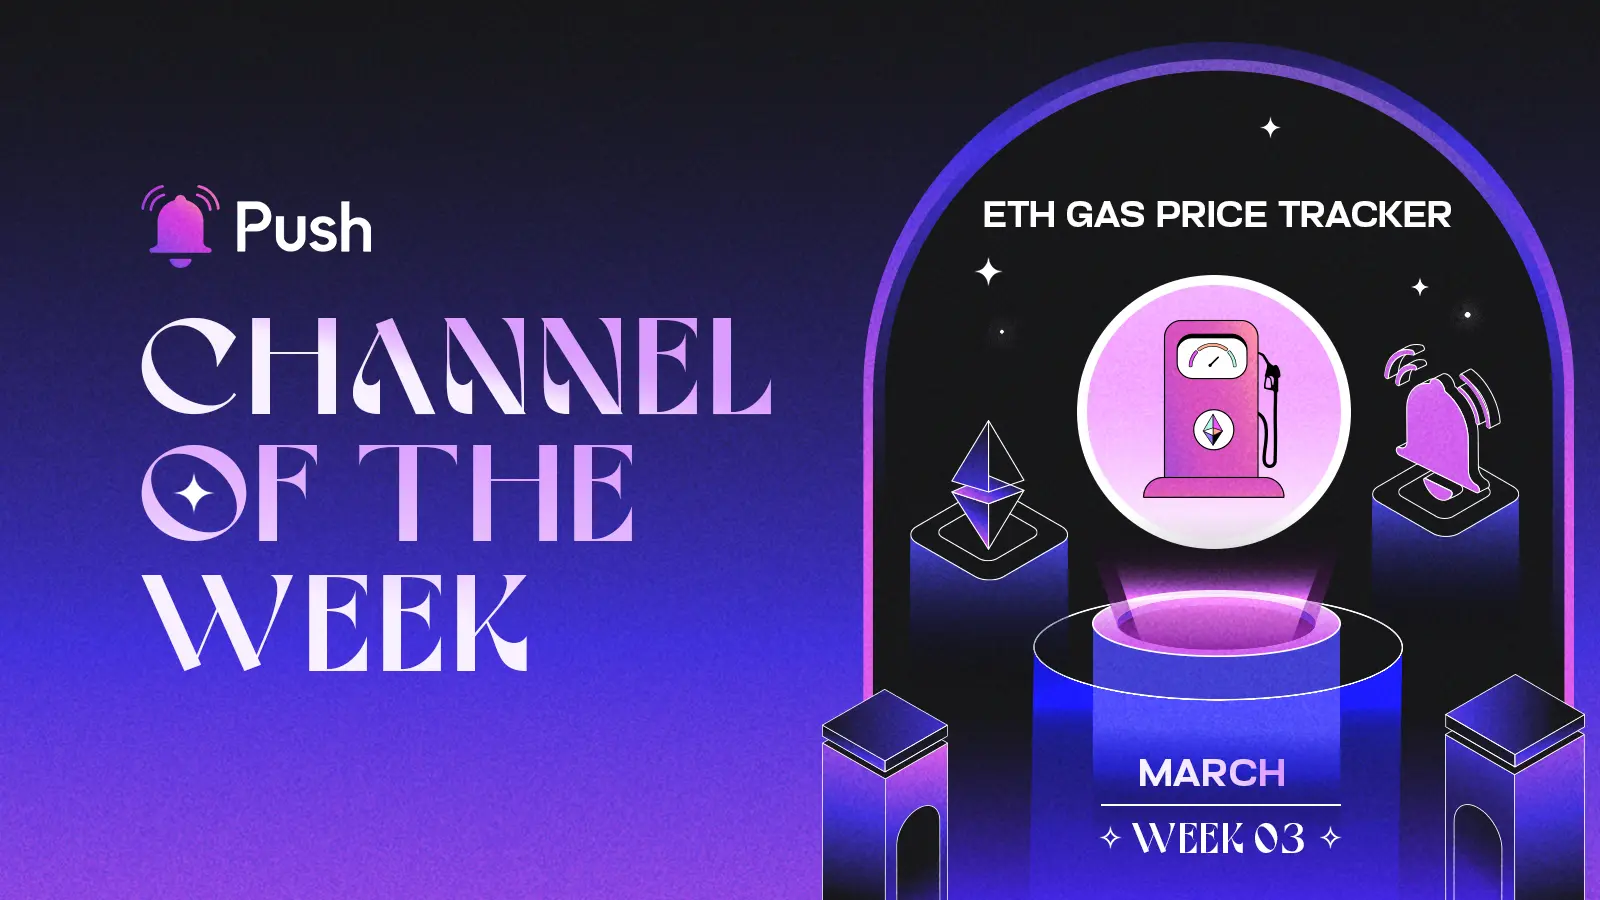 Push
CHANNEL
OF THE
WEEK
ETH GAS PRICE TRACKER
MARCH
WEEK 03